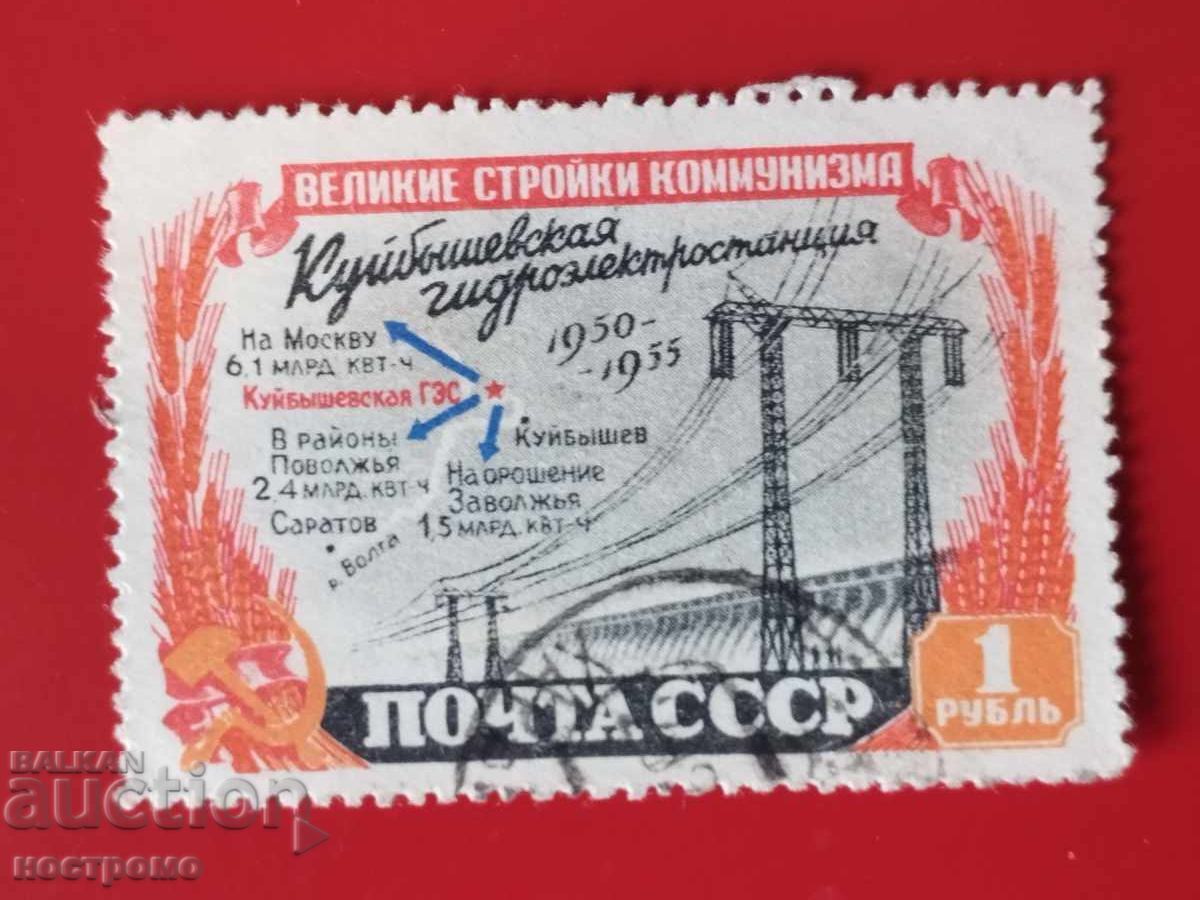 ВЕЛИКИЕ СТРОЙКИ КОММУНИЗМА
Куйбышевская
гидроэлектростанция
1950-
-1955
На Москву
6,1 МЛРД. КВТ-Ч
Куйбышевская ГЭС
Куйбышев
В районы
Поволжья
2,4 МЛРД. КВТ-Ч
Саратов
На орошение
Заволжья
1,5 МЛРД. КВТ-Ч
р. Волга
ПОЧТА СССР
1
РУБЛЬ
BALKAN
auction
ностромо